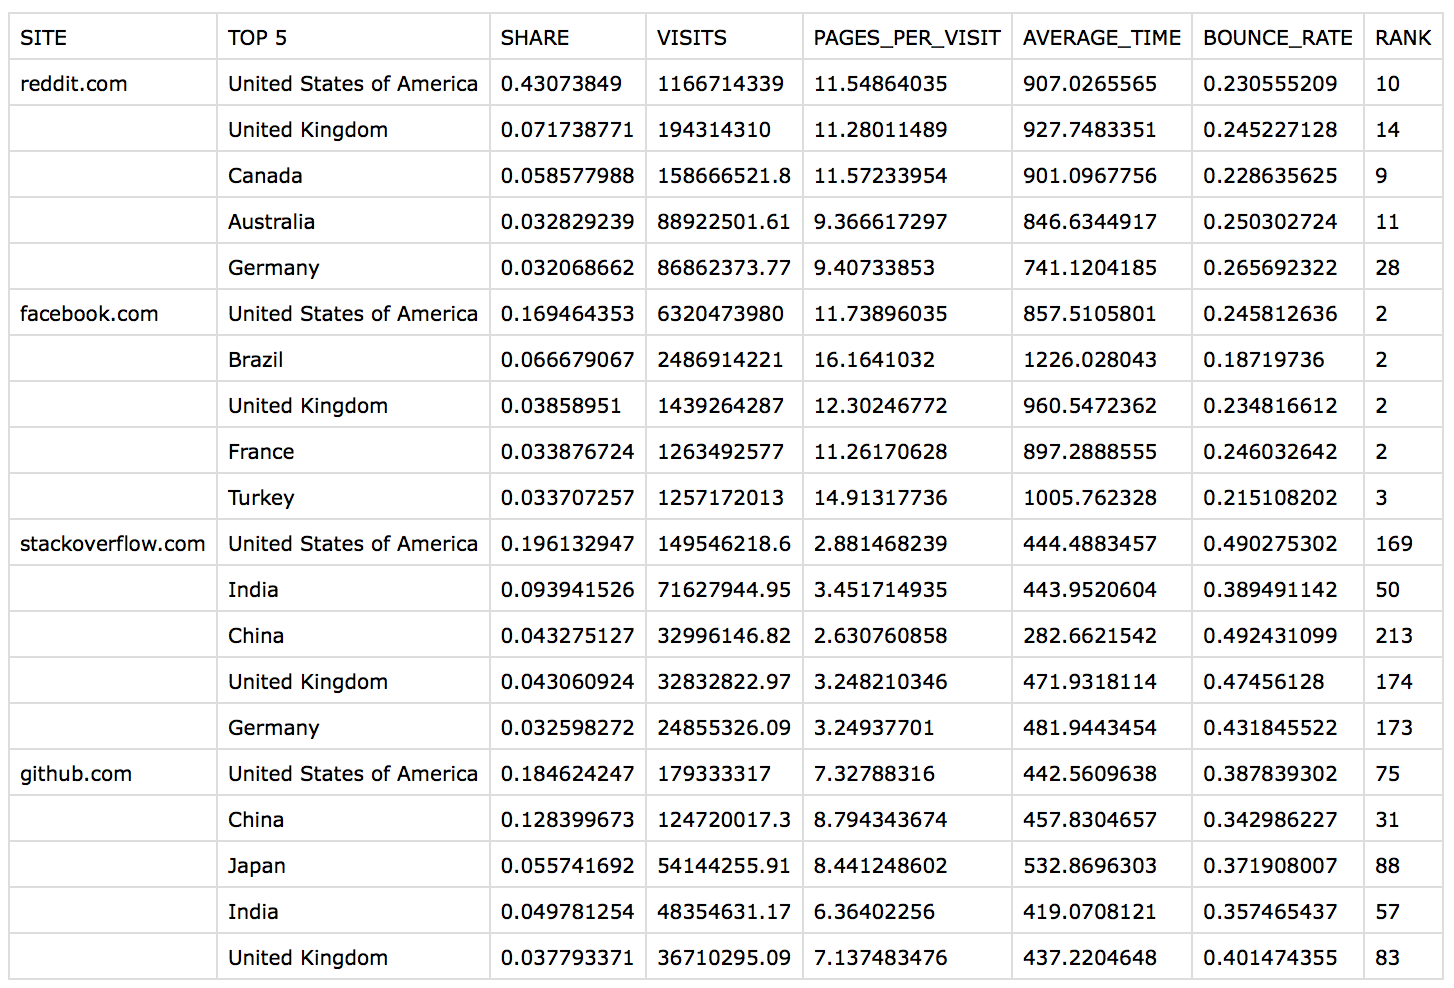 SITE TOP 5 SHARE VISITS PAGES_PER_VISIT AVERAGE_TIME BOUNCE_RATE RANK
reddit.com United States of America 0.43073849 1166714339 11.54864035 907.0265565 0.230555209 10
United Kingdom 0.071738771 194314310 11.28011489 927.7483351 0.245227128 14
Canada 0.058577988 158666521.8 11.57233954 901.0967756 0.228635625 9
Australia 0.032829239 88922501.61 9.366617297 846.6344917 0.250302724 11
Germany 0.032068662 86862373.77 9.40733853 741.1204185 0.265692322 28
facebook.com United States of America 0.169464353 6320473980 11.73896035 857.5105801 0.245812636 2
Brazil 0.066679067 2486914221 16.1641032 1226.028043 0.18719736 2
United Kingdom 0.03858951 1439264287 12.30246772 960.5472362 0.234816612 2
France 0.033876724 1263492577 11.26170628 897.2888555 0.246032642 2
Turkey 0.033707257 1257172013 14.91317736 1005.762328 0.215108202 3
stackoverflow.com United States of America 0.196132947 149546218.6 2.881468239 444.4883457 0.490275302 169
India 0.093941526 71627944.95 3.451714935 443.9520604 0.389491142 50
China 0.043275127 32996146.82 2.630760858 282.6621542 0.492431099 213
United Kingdom 0.043060924 32832822.97 3.248210346 471.9318114 0.47456128 174
Germany 0.032598272 24855326.09 3.24937701 481.9443454 0.431845522 173
github.com United States of America 0.184624247 179333317 7.32788316 442.5609638 0.387839302 75
China 0.128399673 124720017.3 8.794343674 457.8304657 0.342986227 31
Japan 0.055741692 54144255.91 8.441248602 532.8696303 0.371908007 88
India 0.049781254 48354631.17 6.36402256 419.0708121 0.357465437 57
United Kingdom 0.037793371 36710295.09 7.137483476 437.2204648 0.401474355 83